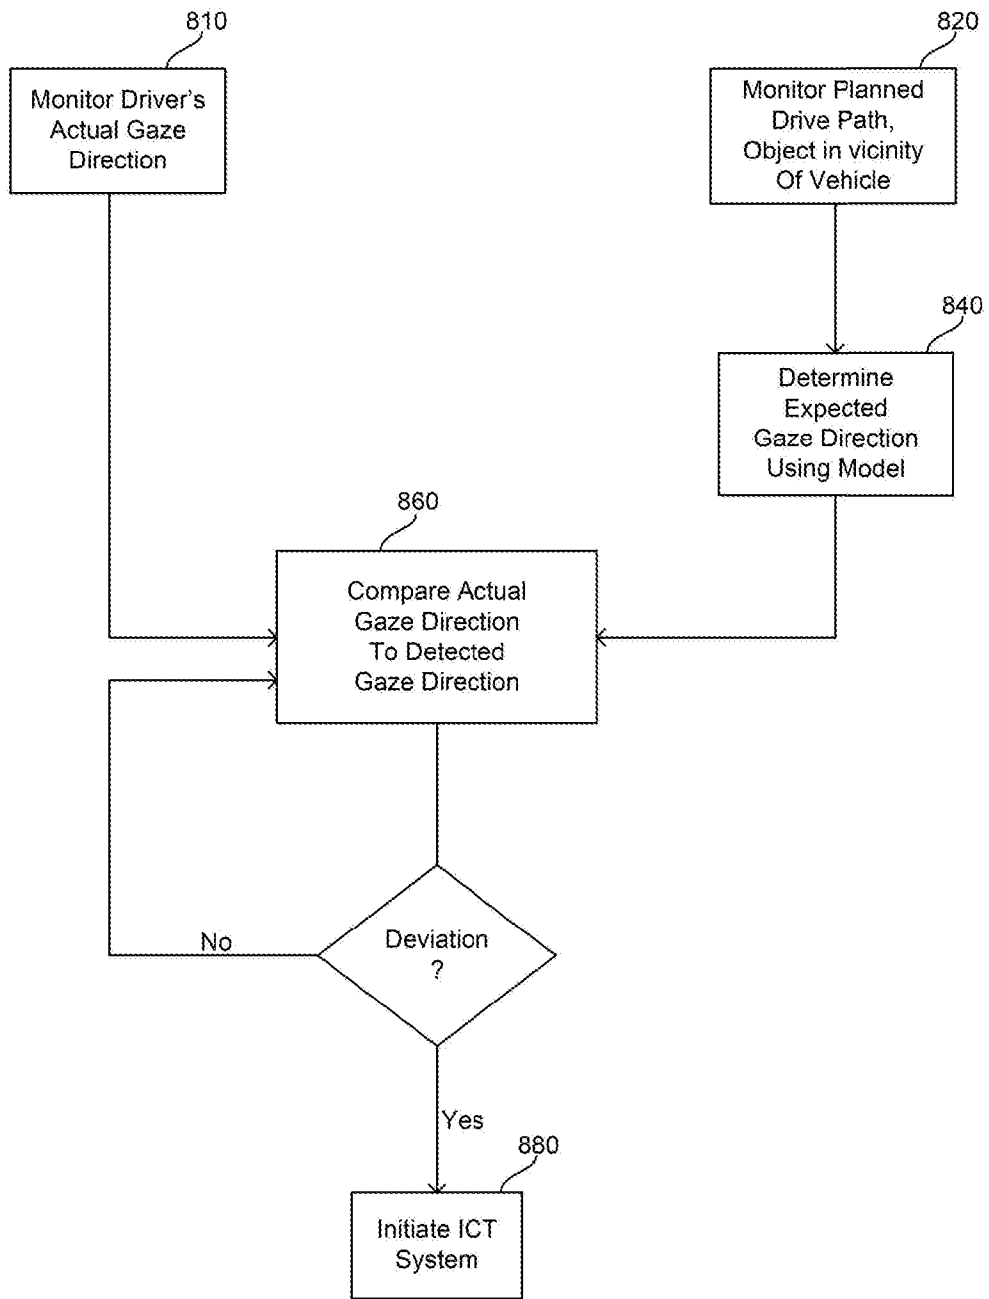 810
Monitor Driver's
Actual Gaze
Direction
820
Monitor Planned
Drive Path,
Object in vicinity
Of Vehicle
840
Determine
Expected
Gaze Direction
Using Model
860
Compare Actual
Gaze Direction
To Detected
Gaze Direction
Deviation
?
No
Yes
880
Initiate ICT
System